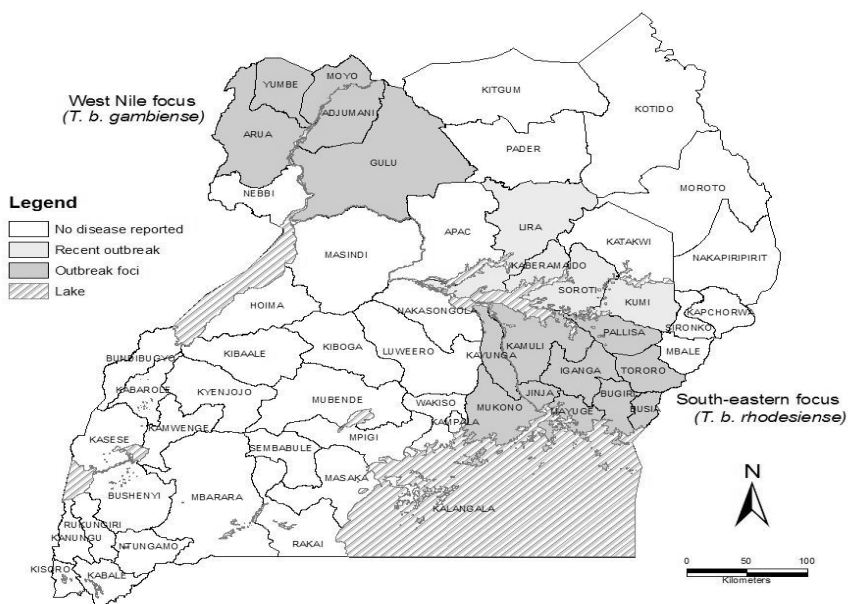 West Nile focus
(T. b. gambiense)
YUMBE
MOYO
ADJUMANI
ARUA
GULU
NEBBI
KITGUM
KOTIDO
PADER
MOROTO
Legend
No disease reported
Recent outbreak
Outbreak foci
Lake
APAC
LIRA
KATAKWI
NAKAPIRIPIRIT
MASINDI
KABERAMAIDO
SOROTI
KUMI
HOIMA
NAKASONGOLA
KAPCHORWA
SIRONKO
PALLISA
MBALE
BUNDIBUGYO
KIBAALE
KIBOGA
LUWEERO
KAYUNGA
KAMULI
IGANGA
TORORO
KABAROLE
KYENJOJO
MUBENDE
WAKISO
MUKONO
JINJA
BUGIRI
MAYUGE
BUSIA
South-eastern focus
(T. b. rhodesiense)
KAMWENGE
KAMPALA
MPIGI
KASESE
SEMBABULE
MASAKA
BUSHENYI
MBARARA
KALANGALA
N
RUKUNGIRI
KANUNGU
NTUNGAMO
RAKAI
KISORO
KABALE
0 50 100
Kilometers